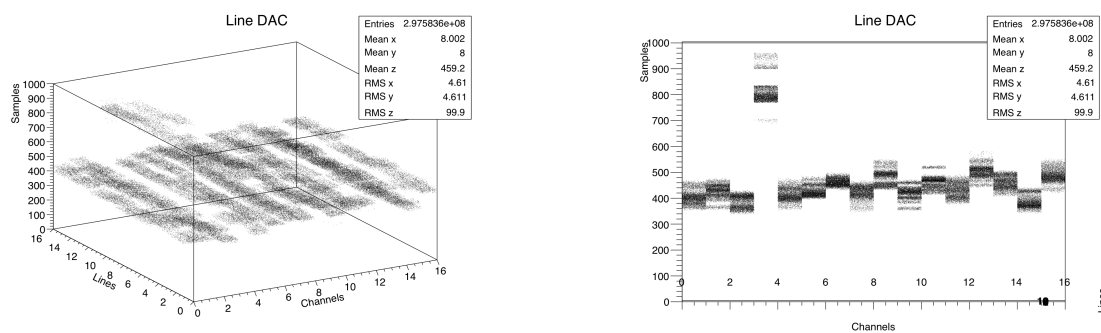 Line DAC
Entries 2.975836e+08
Mean x 8.002
Mean y 8
Mean z 459.2
RMS x 4.61
RMS y 4.611
RMS z 99.9
Samples
1000
900
800
700
600
500
400
300
200
100
0
16
14
12
10
8
6
4
2
0
Lines
0
2
4
6
8
10
12
14
16
Channels
Line DAC
Entries 2.975836e+08
Mean x 8.002
Mean y 8
Mean z 459.2
RMS x 4.61
RMS y 4.611
RMS z 99.9
Samples
1000
900
800
700
600
500
400
300
200
100
0
0 2 4 6 8 10 12 14 16
Channels
Lines